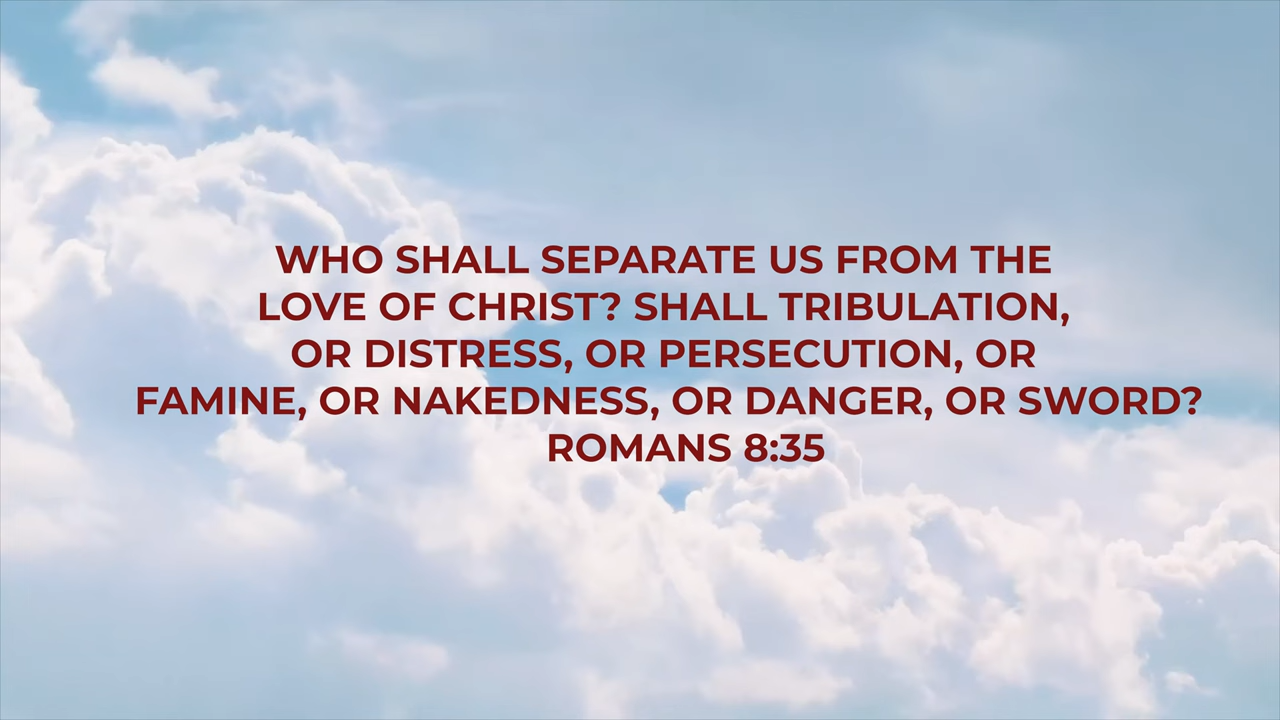 WHO SHALL SEPARATE US FROM THE
LOVE OF CHRIST? SHALL TRIBULATION,
OR DISTRESS, OR PERSECUTION, OR
FAMINE, OR NAKEDNESS, OR DANGER, OR SWORD?
ROMANS 8:35